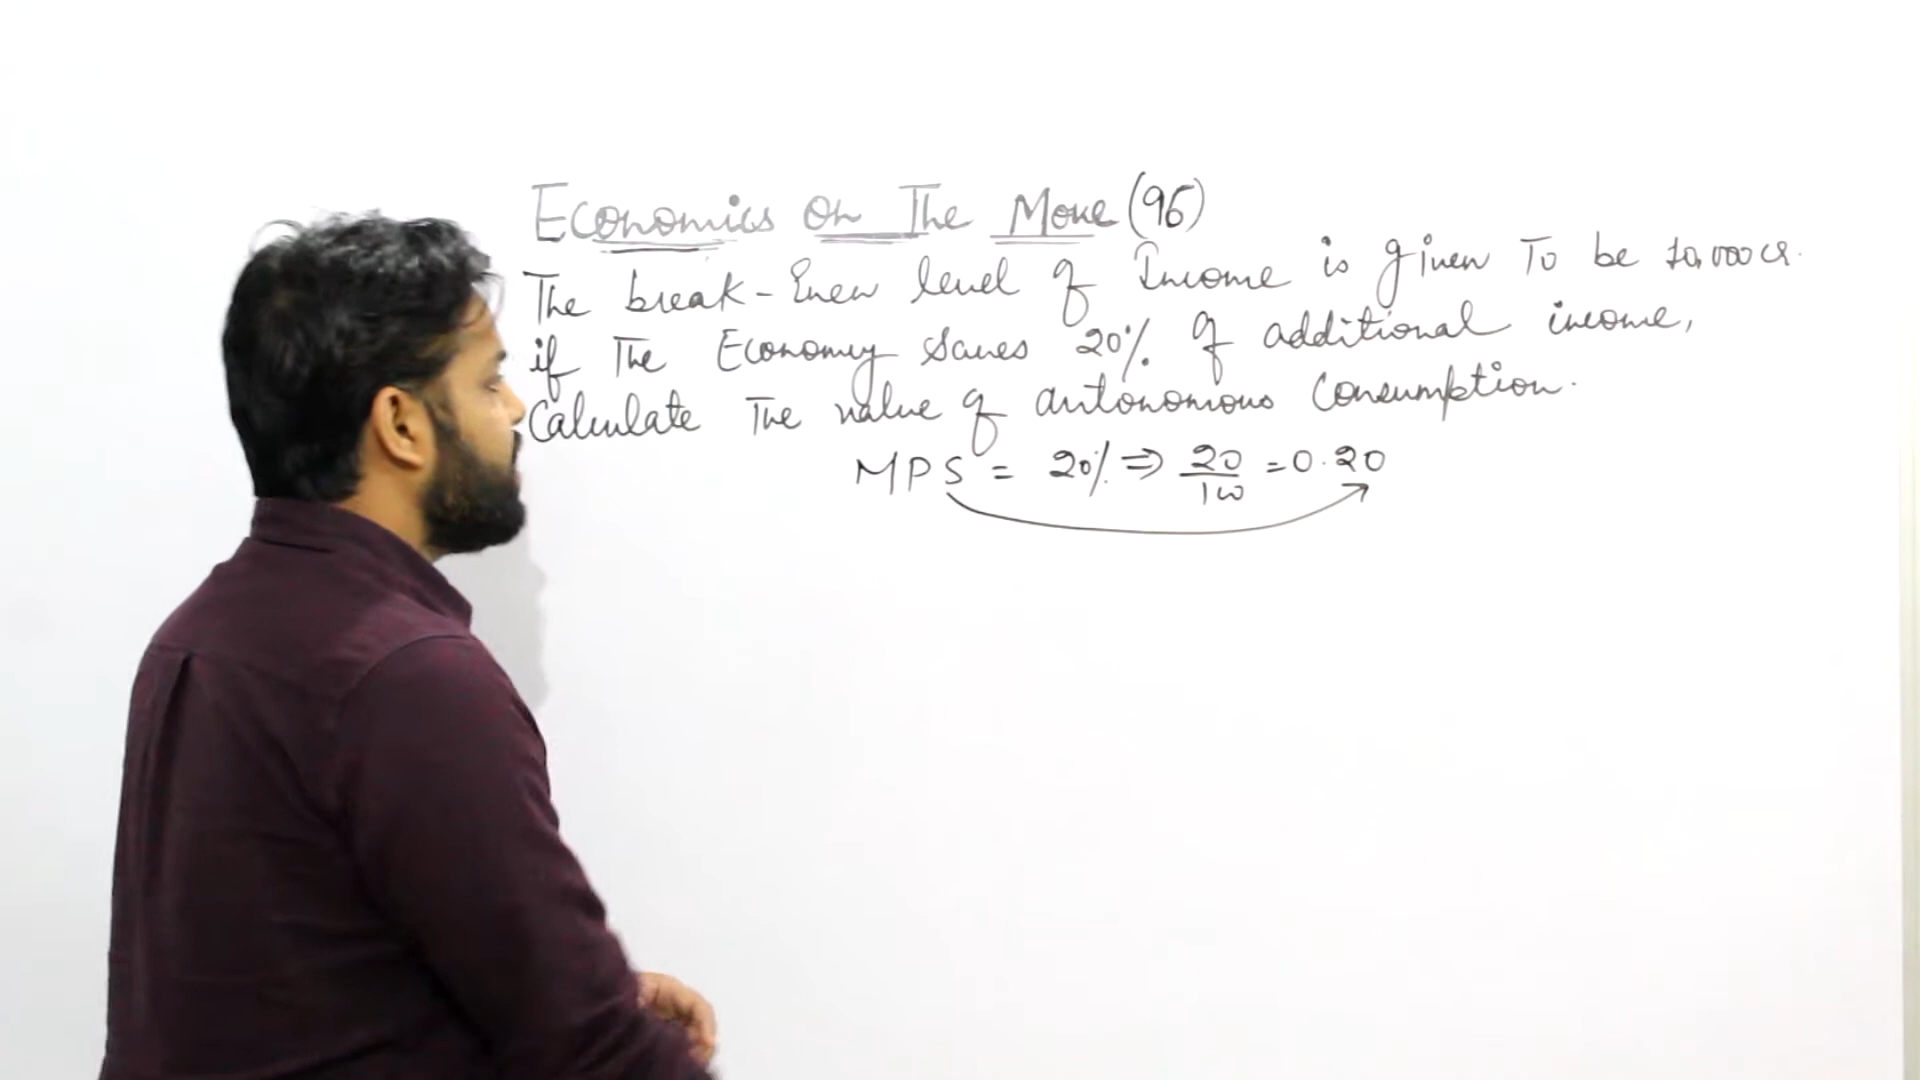 Economics On The Move (96)
The break-Even level of Income is given To be 10,000 cr.
if The Economy saves 20% of additional income,
Calculate The value of autonomous Consumption.
MPS = 20% ⇒ 20/100 = 0.20